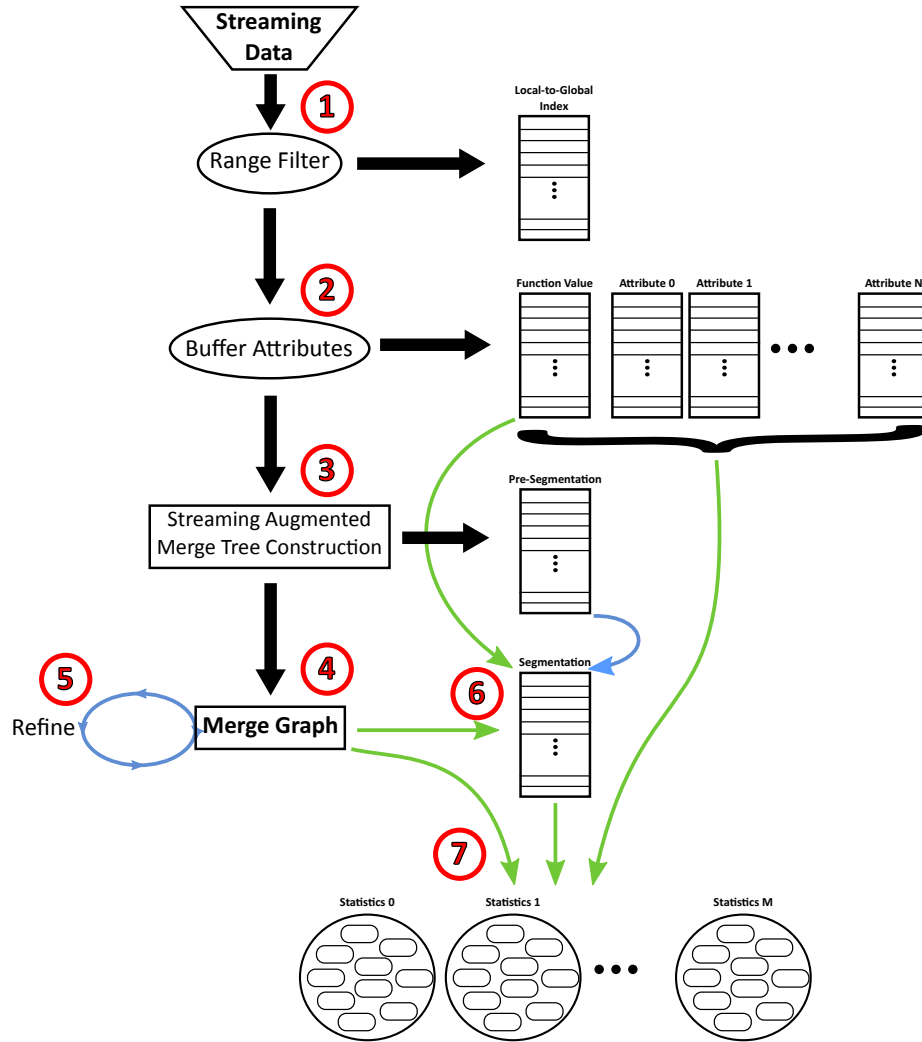 Streaming
Data
1
Local-to-Global
Index
Range Filter
2
Function Value
Attribute 0
Attribute 1
Attribute N
Buffer Attributes
3
Pre-Segmentation
Streaming Augmented
Merge Tree Construction
4
Segmentation
5
6
Refine
Merge Graph
7
Statistics 0
Statistics 1
Statistics M